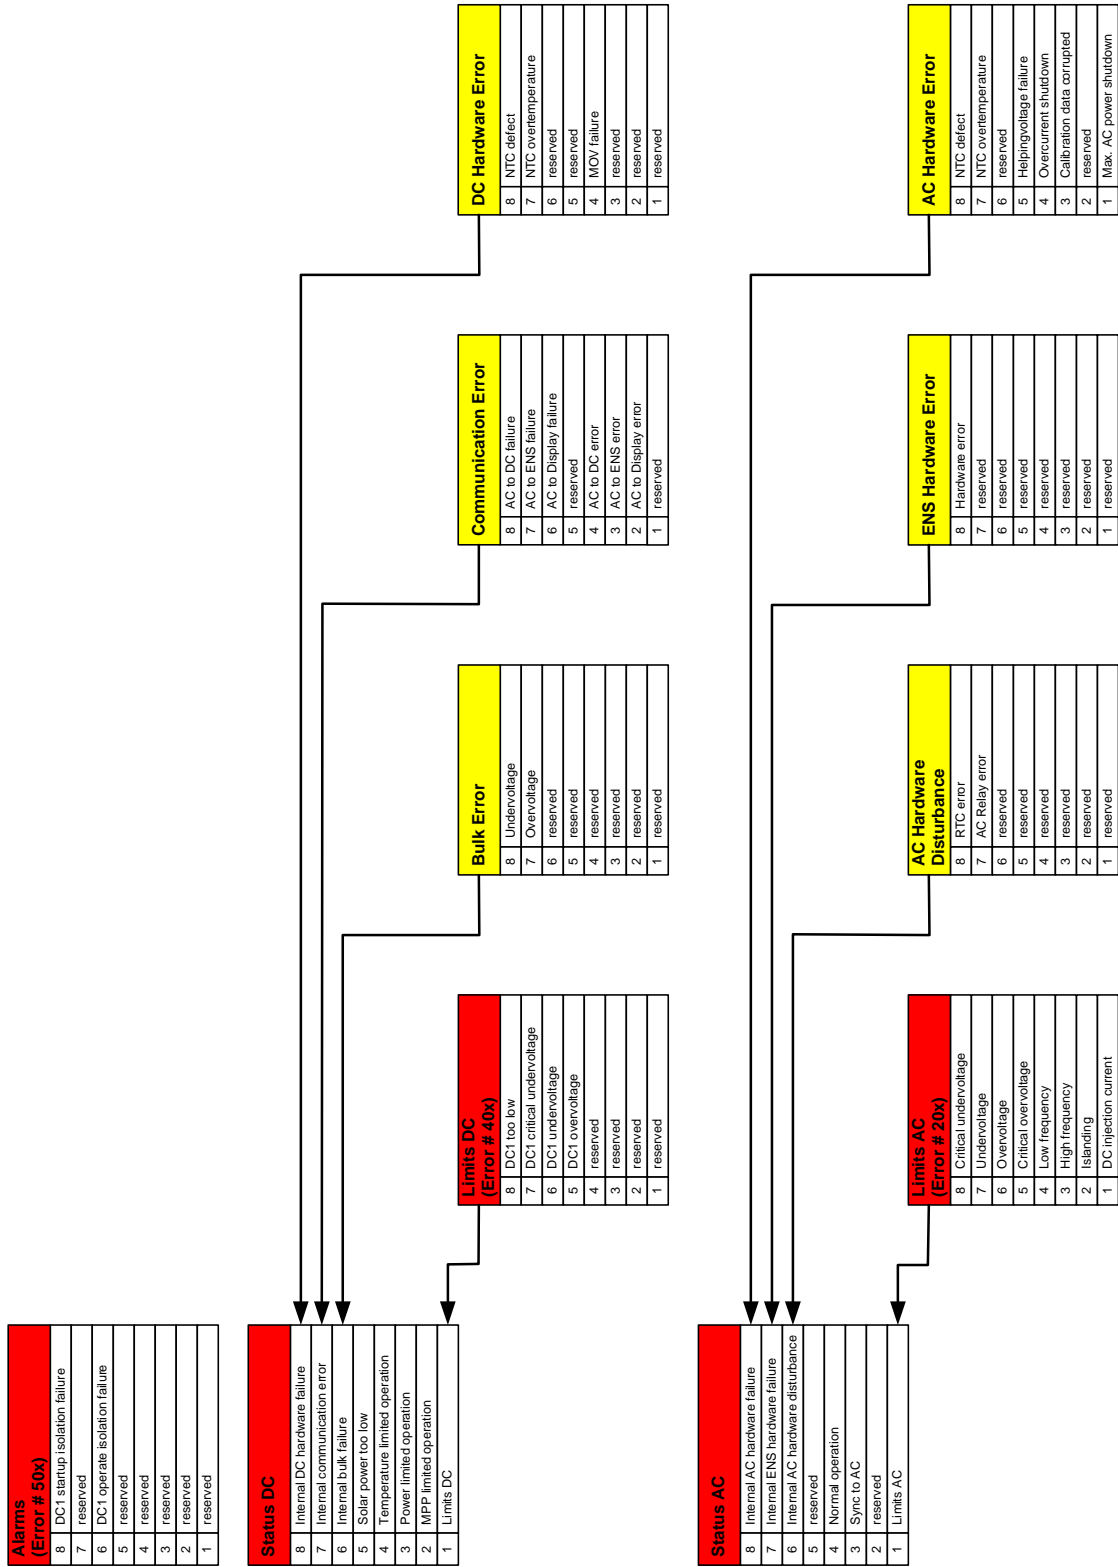 Alarms
(Error # 50x)
8 DC1 startup isolation failure
7 reserved
6 DC1 operate isolation failure
5 reserved
4 reserved
3 reserved
2 reserved
1 reserved
Status DC
8 Internal DC hardware failure
7 Internal communication error
6 Internal bulk failure
5 Solar power too low
4 Temperature limited operation
3 Power limited operation
2 MPP limited operation
1 Limits DC
Limits DC
(Error # 40x)
8 DC1 too low
7 DC1 critical undervoltage
6 DC1 undervoltage
5 DC1 overvoltage
4 reserved
3 reserved
2 reserved
1 reserved
Bulk Error
8 Undervoltage
7 Overvoltage
6 reserved
5 reserved
4 reserved
3 reserved
2 reserved
1 reserved
Communication Error
8 AC to DC failure
7 AC to ENS failure
6 AC to Display failure
5 reserved
4 AC to DC error
3 AC to ENS error
2 AC to Display error
1 reserved
DC Hardware Error
8 NTC defect
7 NTC overtemperature
6 reserved
5 reserved
4 MOV failure
3 reserved
2 reserved
1 reserved
Status AC
8 Internal AC hardware failure
7 Internal ENS hardware failure
6 Internal AC hardware disturbance
5 reserved
4 Normal operation
3 Sync to AC
2 reserved
1 Limits AC
Limits AC
(Error # 20x)
8 Critical undervoltage
7 Undervoltage
6 Overvoltage
5 Critical overvoltage
4 Low frequency
3 High frequency
2 Islanding
1 DC injection current
AC Hardware
Disturbance
8 RTC error
7 AC Relay error
6 reserved
5 reserved
4 reserved
3 reserved
2 reserved
1 reserved
ENS Hardware Error
8 Hardware error
7 reserved
6 reserved
5 reserved
4 reserved
3 reserved
2 reserved
1 reserved
AC Hardware Error
8 NTC defect
7 NTC overtemperature
6 reserved
5 Helpingvoltage failure
4 Overcurrent shutdown
3 Calibration data corrupted
2 reserved
1 Max. AC power shutdown